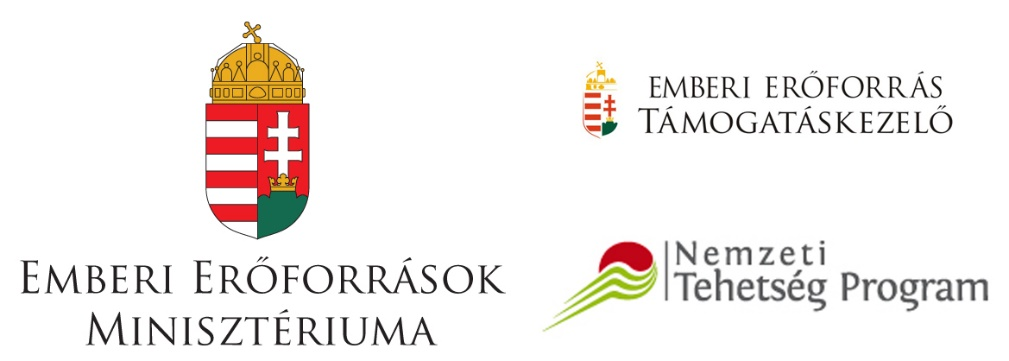 EMBERI ERŐFORRÁSOK
MINISZTÉRIUMA
EMBERI ERŐFORRÁS
TÁMOGATÁSKEZELŐ
Nemzeti
Tehetség Program